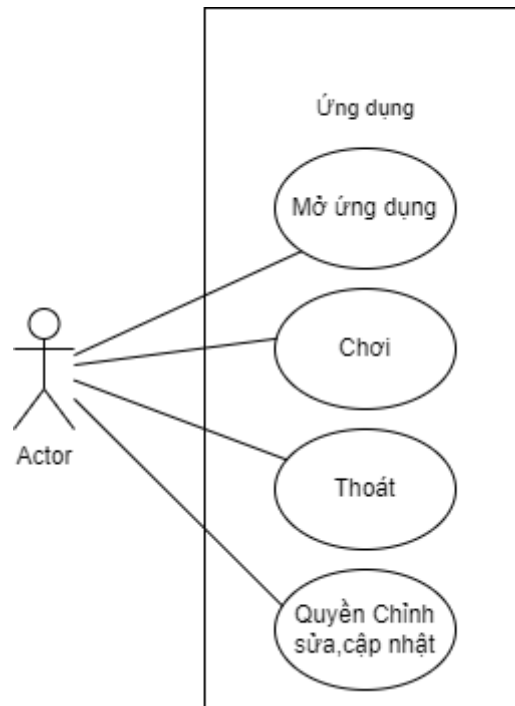 Ứng dụng
Mở ứng dụng
Chơi
Actor
Thoát
Quyền Chỉnh
sửa,cập nhật